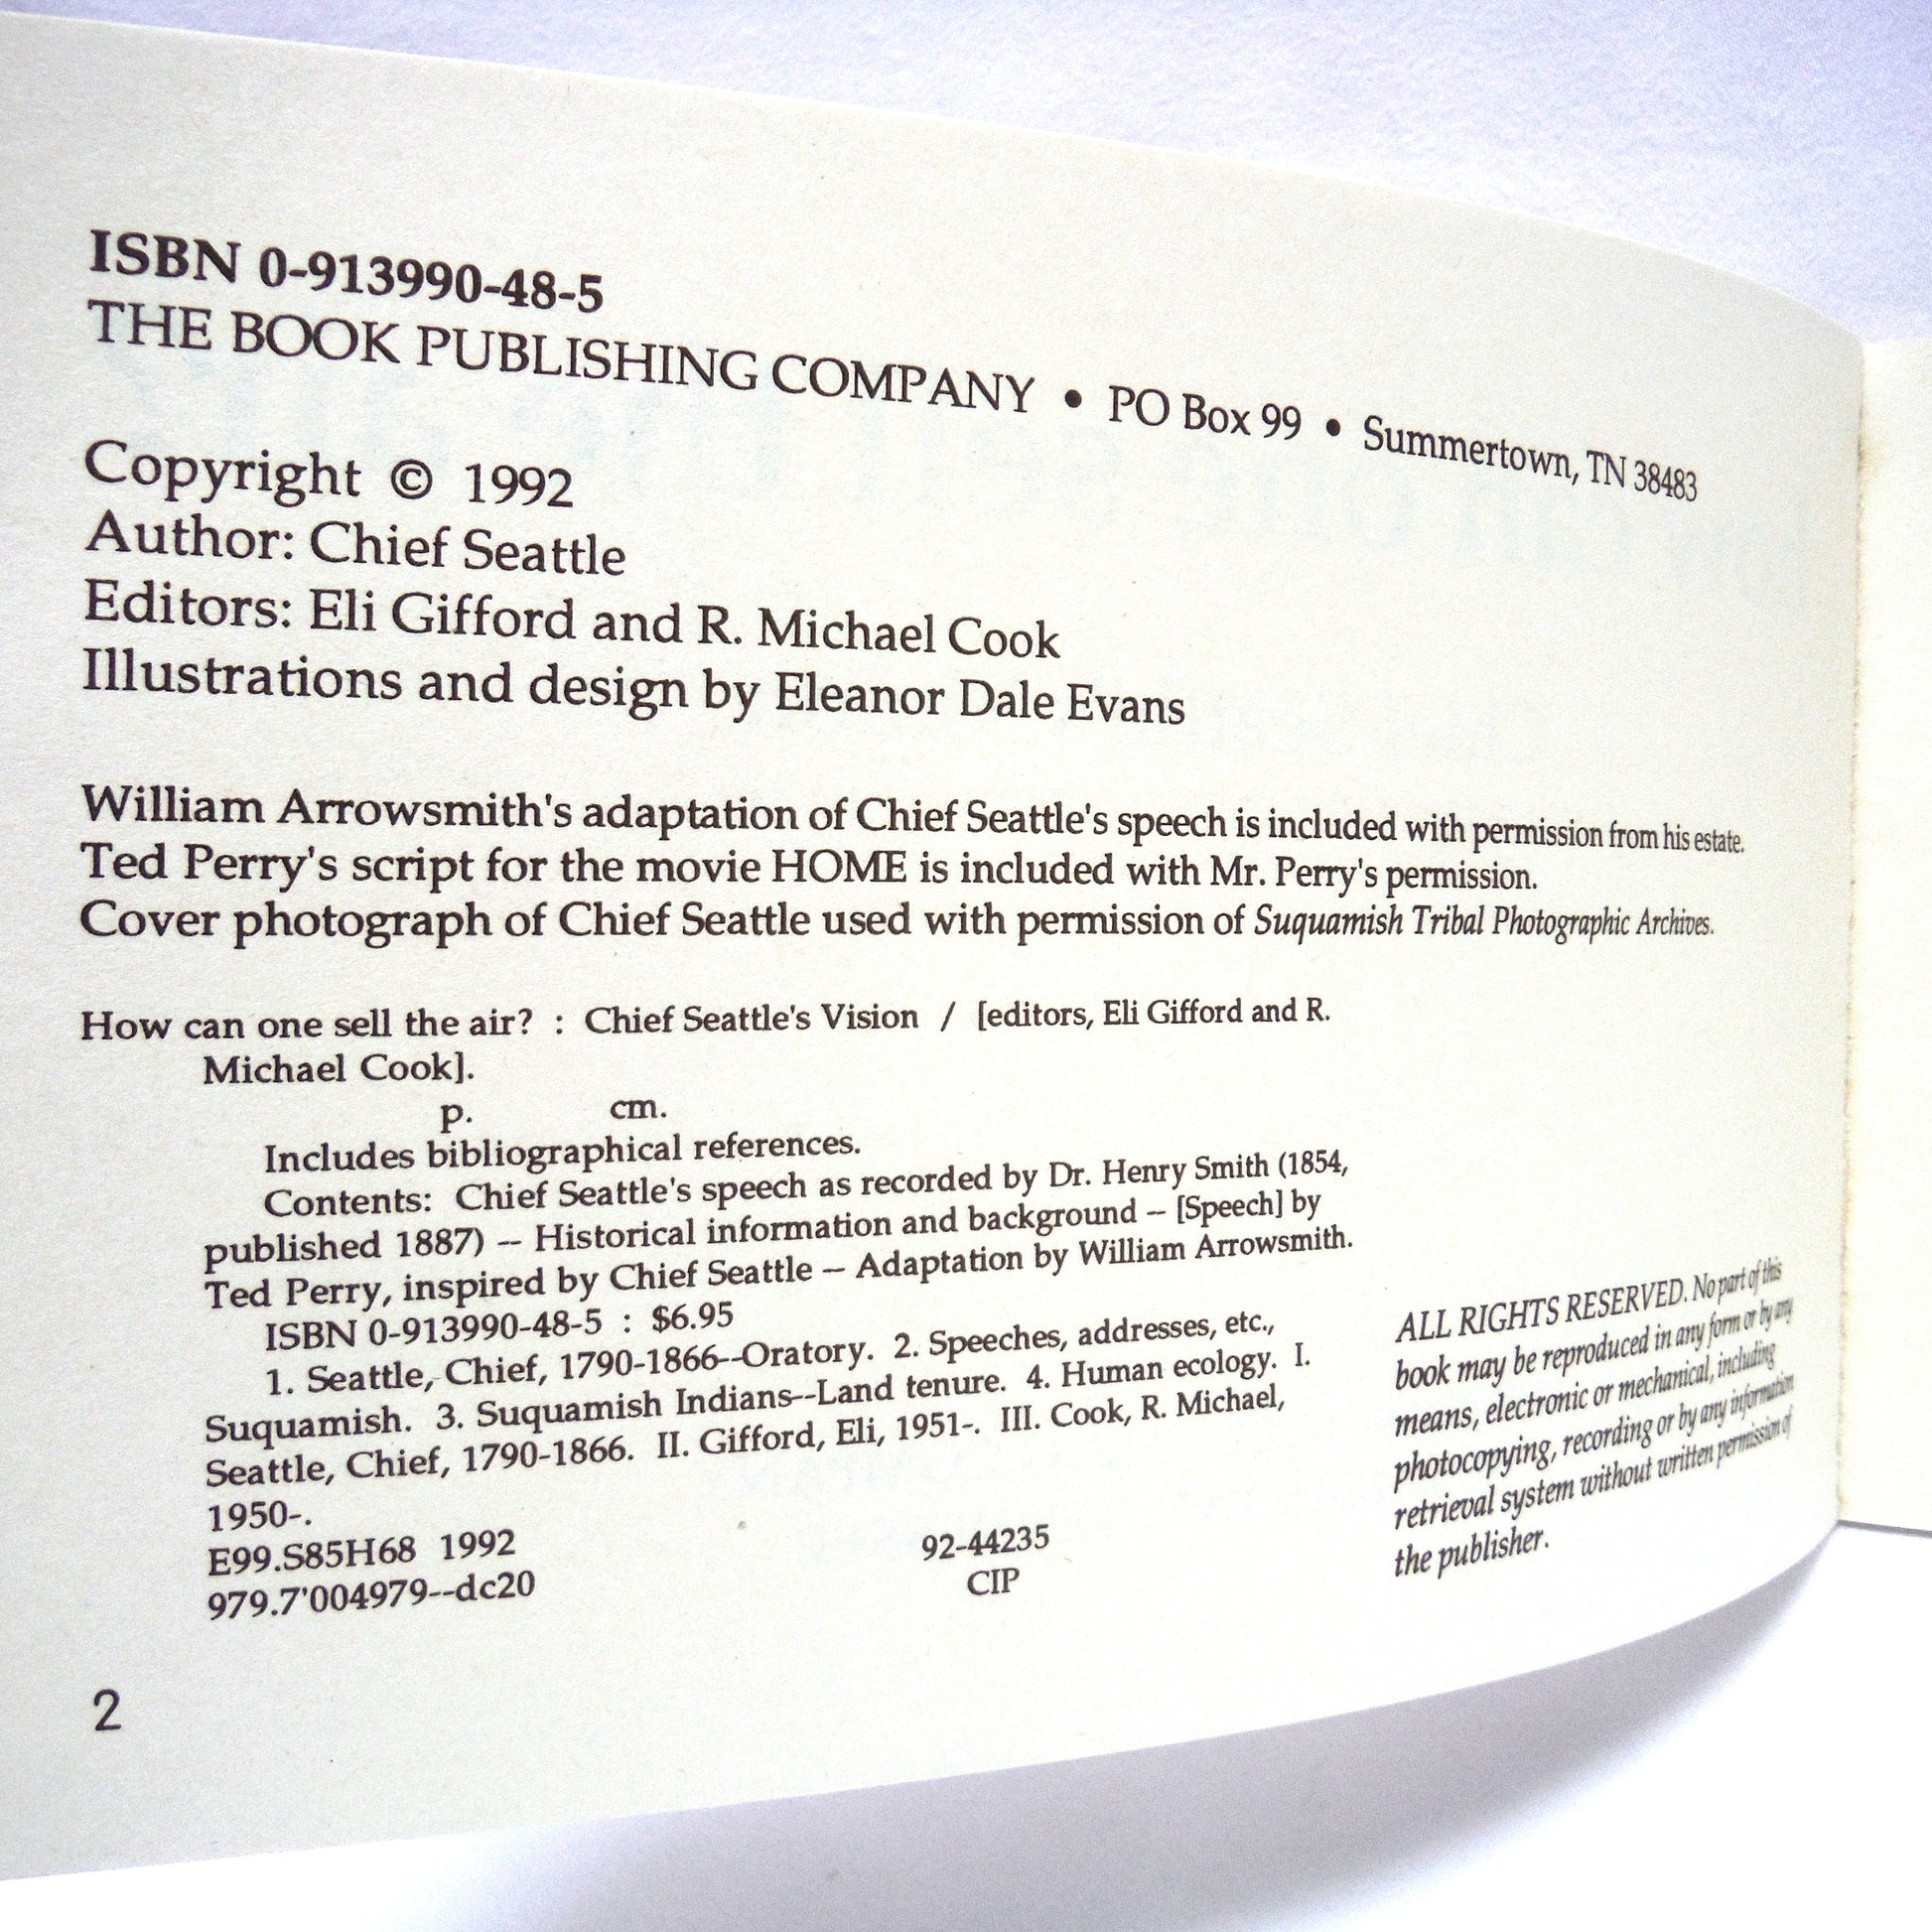 ISBN 0-913990-48-5
THE BOOK PUBLISHING COMPANY • PO Box 99 • Summertown, TN 38483
Copyright © 1992
Author: Chief Seattle
Editors: Eli Gifford and R. Michael Cook
Illustrations and design by Eleanor Dale Evans
William Arrowsmith's adaptation of Chief Seattle's speech is included with permission from his estate.
Ted Perry's script for the movie HOME is included with Mr. Perry's permission.
Cover photograph of Chief Seattle used with permission of Suquamish Tribal Photographic Archives.
How can one sell the air? : Chief Seattle's Vision / [editors, Eli Gifford and R.
Michael Cook].
p. cm.
Includes bibliographical references.
Contents: Chief Seattle's speech as recorded by Dr. Henry Smith (1854,
published 1887) -- Historical information and background -- [Speech] by
Ted Perry, inspired by Chief Seattle -- Adaptation by William Arrowsmith.
ISBN 0-913990-48-5 : $6.95
1. Seattle, Chief, 1790-1866--Oratory. 2. Speeches, addresses, etc.,
Suquamish. 3. Suquamish Indians--Land tenure. 4. Human ecology. I.
Seattle, Chief, 1790-1866. II. Gifford, Eli, 1951-. III. Cook, R. Michael,
1950-.
E99.S85H68 1992 92-44235
979.7'004979--dc20 CIP
ALL RIGHTS RESERVED. No part of this
book may be reproduced in any form or by any
means, electronic or mechanical, including
photocopying, recording or by any information
retrieval system without written permission of
the publisher.
2